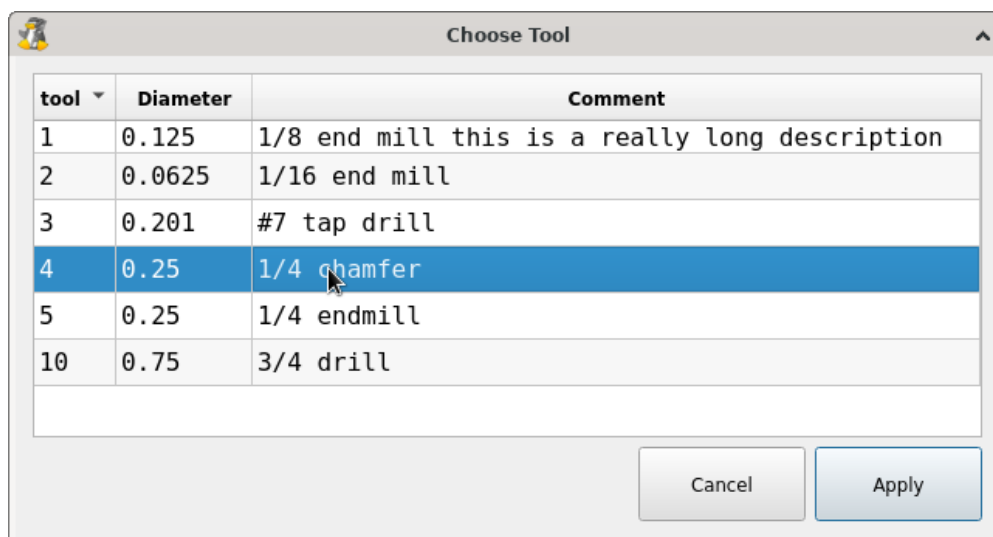 Choose Tool
tool Diameter Comment
1 0.125 1/8 end mill this is a really long description
2 0.0625 1/16 end mill
3 0.201 #7 tap drill
4 0.25 1/4 chamfer
5 0.25 1/4 endmill
10 0.75 3/4 drill
Cancel Apply